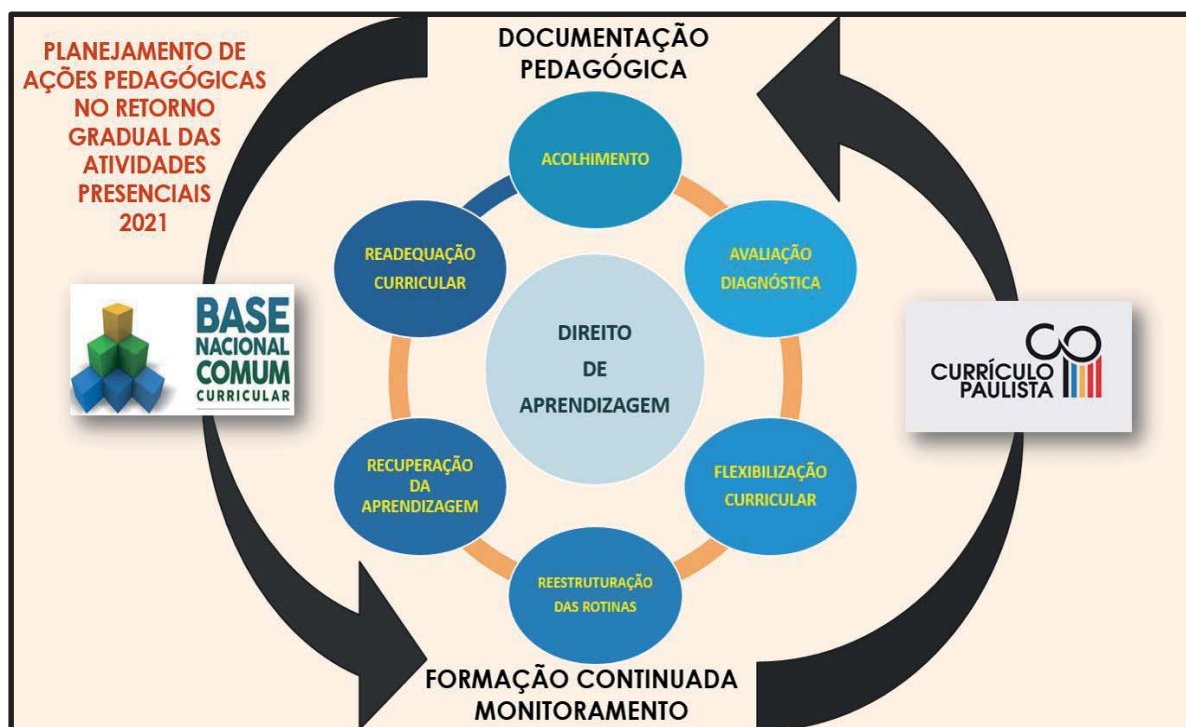 PLANEJAMENTO DE
AÇÕES PEDAGÓGICAS
NO RETORNO
GRADUAL DAS
ATIVIDADES
PRESENCIAIS
2021
DOCUMENTAÇÃO
PEDAGÓGICA
ACOLHIMENTO
READEQUAÇÃO
CURRICULAR
AVALIAÇÃO
DIAGNÓSTICA
BASE
NACIONAL
COMUM
CURRICULAR
DIREITO
DE
APRENDIZAGEM
CURRÍCULO
PAULISTA
RECUPERAÇÃO
DA
APRENDIZAGEM
FLEXIBILIZAÇÃO
CURRICULAR
REESTRUTURAÇÃO
DAS ROTINAS
FORMAÇÃO CONTINUADA
MONITORAMENTO